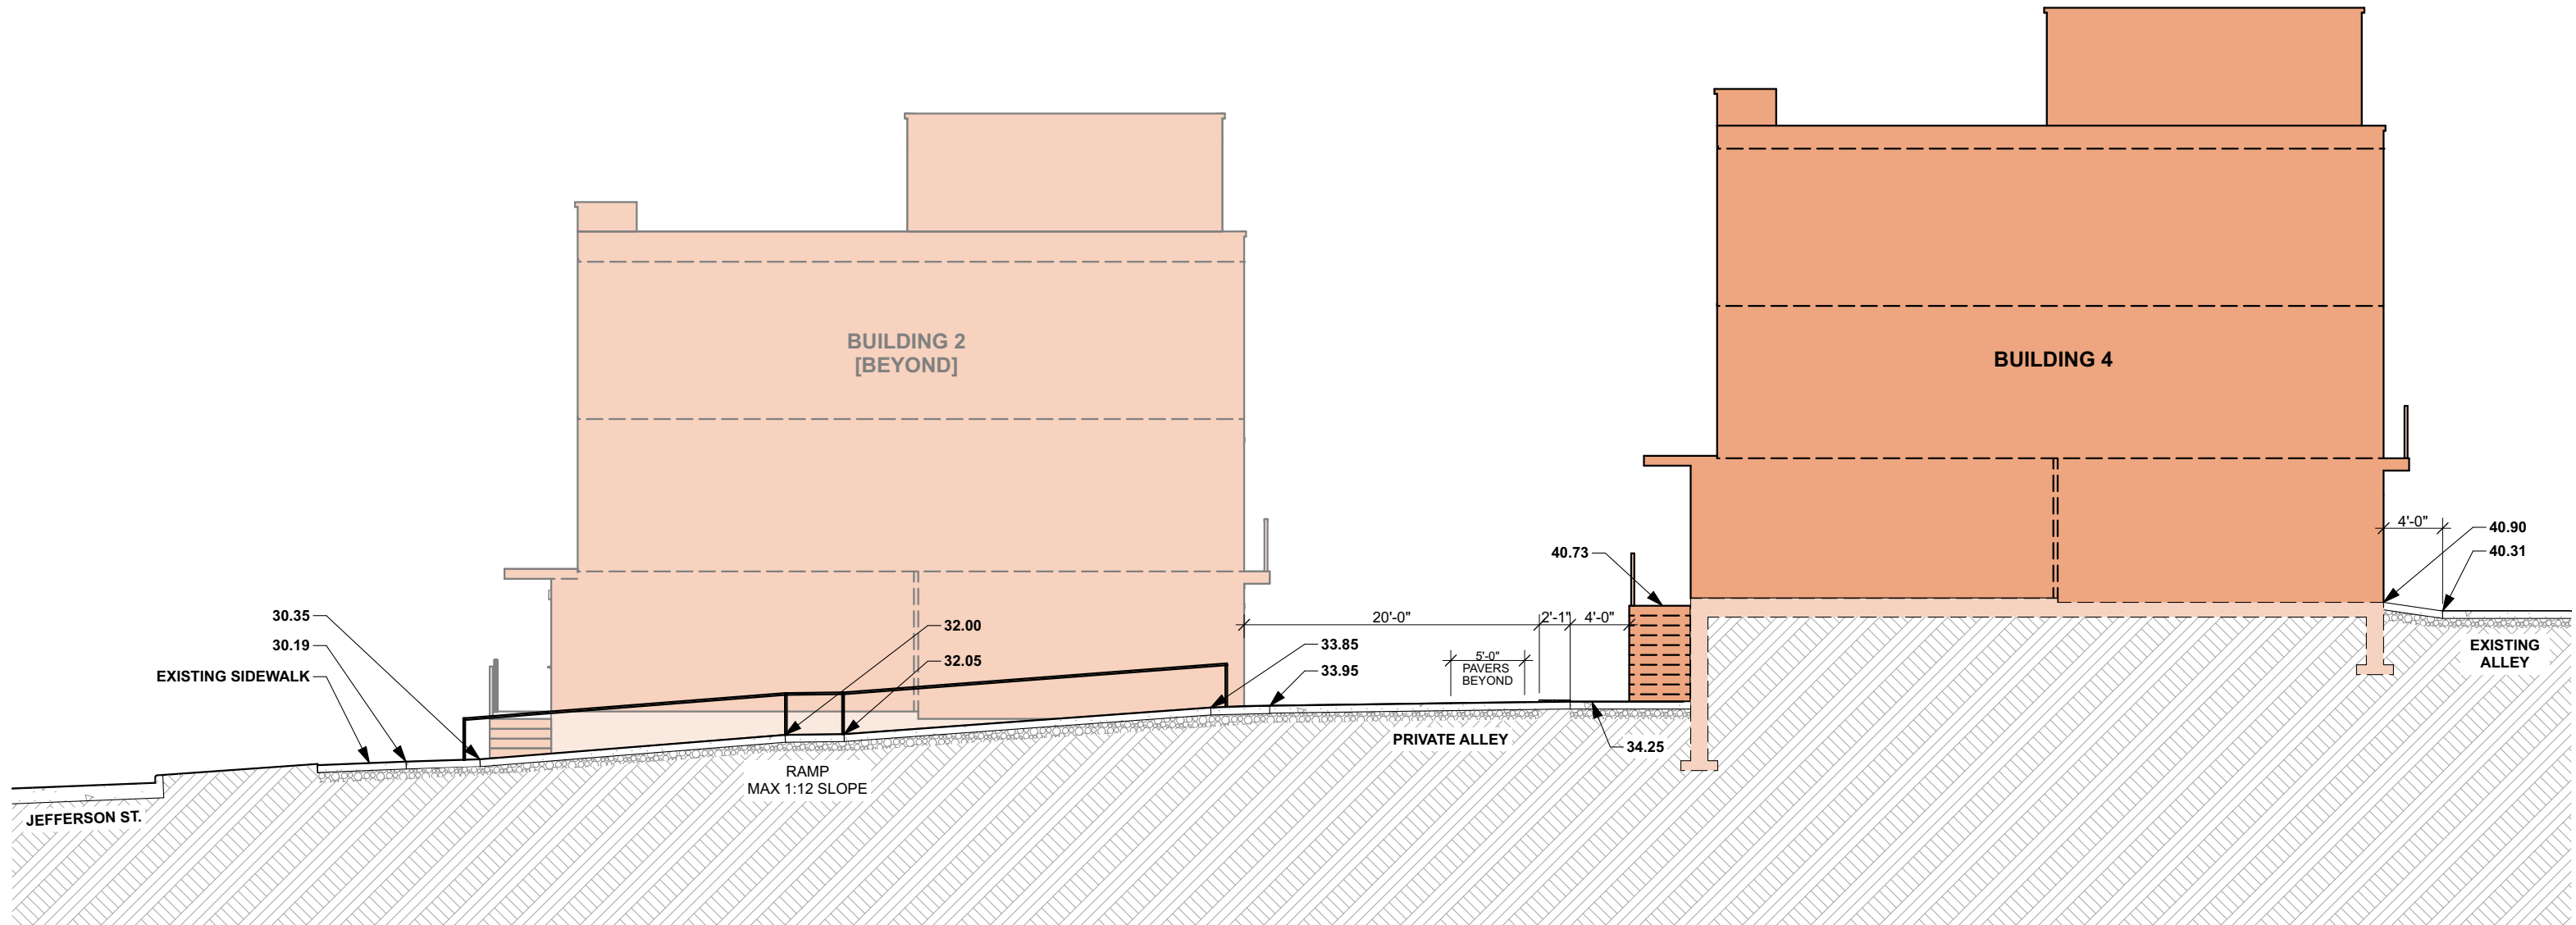 BUILDING 2
[BEYOND]
BUILDING 4
4'-0"
40.90
40.31
40.73
EXISTING
ALLEY
20'-0"
2'-1"
4'-0"
30.35
30.19
EXISTING SIDEWALK
32.00
32.05
33.85
33.95
5'-0"
PAVERS
BEYOND
PRIVATE ALLEY
34.25
RAMP
MAX 1:12 SLOPE
JEFFERSON ST.